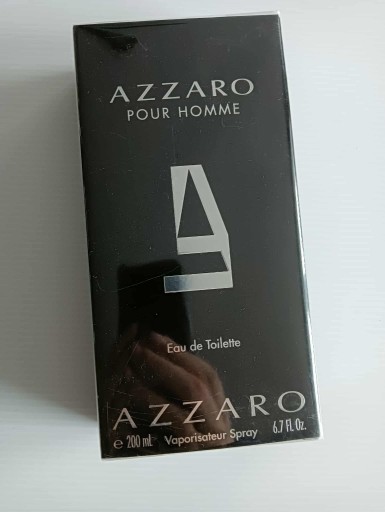 AZZARO
POUR HOMME
Eau de Toilette
AZZARO
℮ 200 ml Vaporisateur Spray 6.7 Fl. Oz.